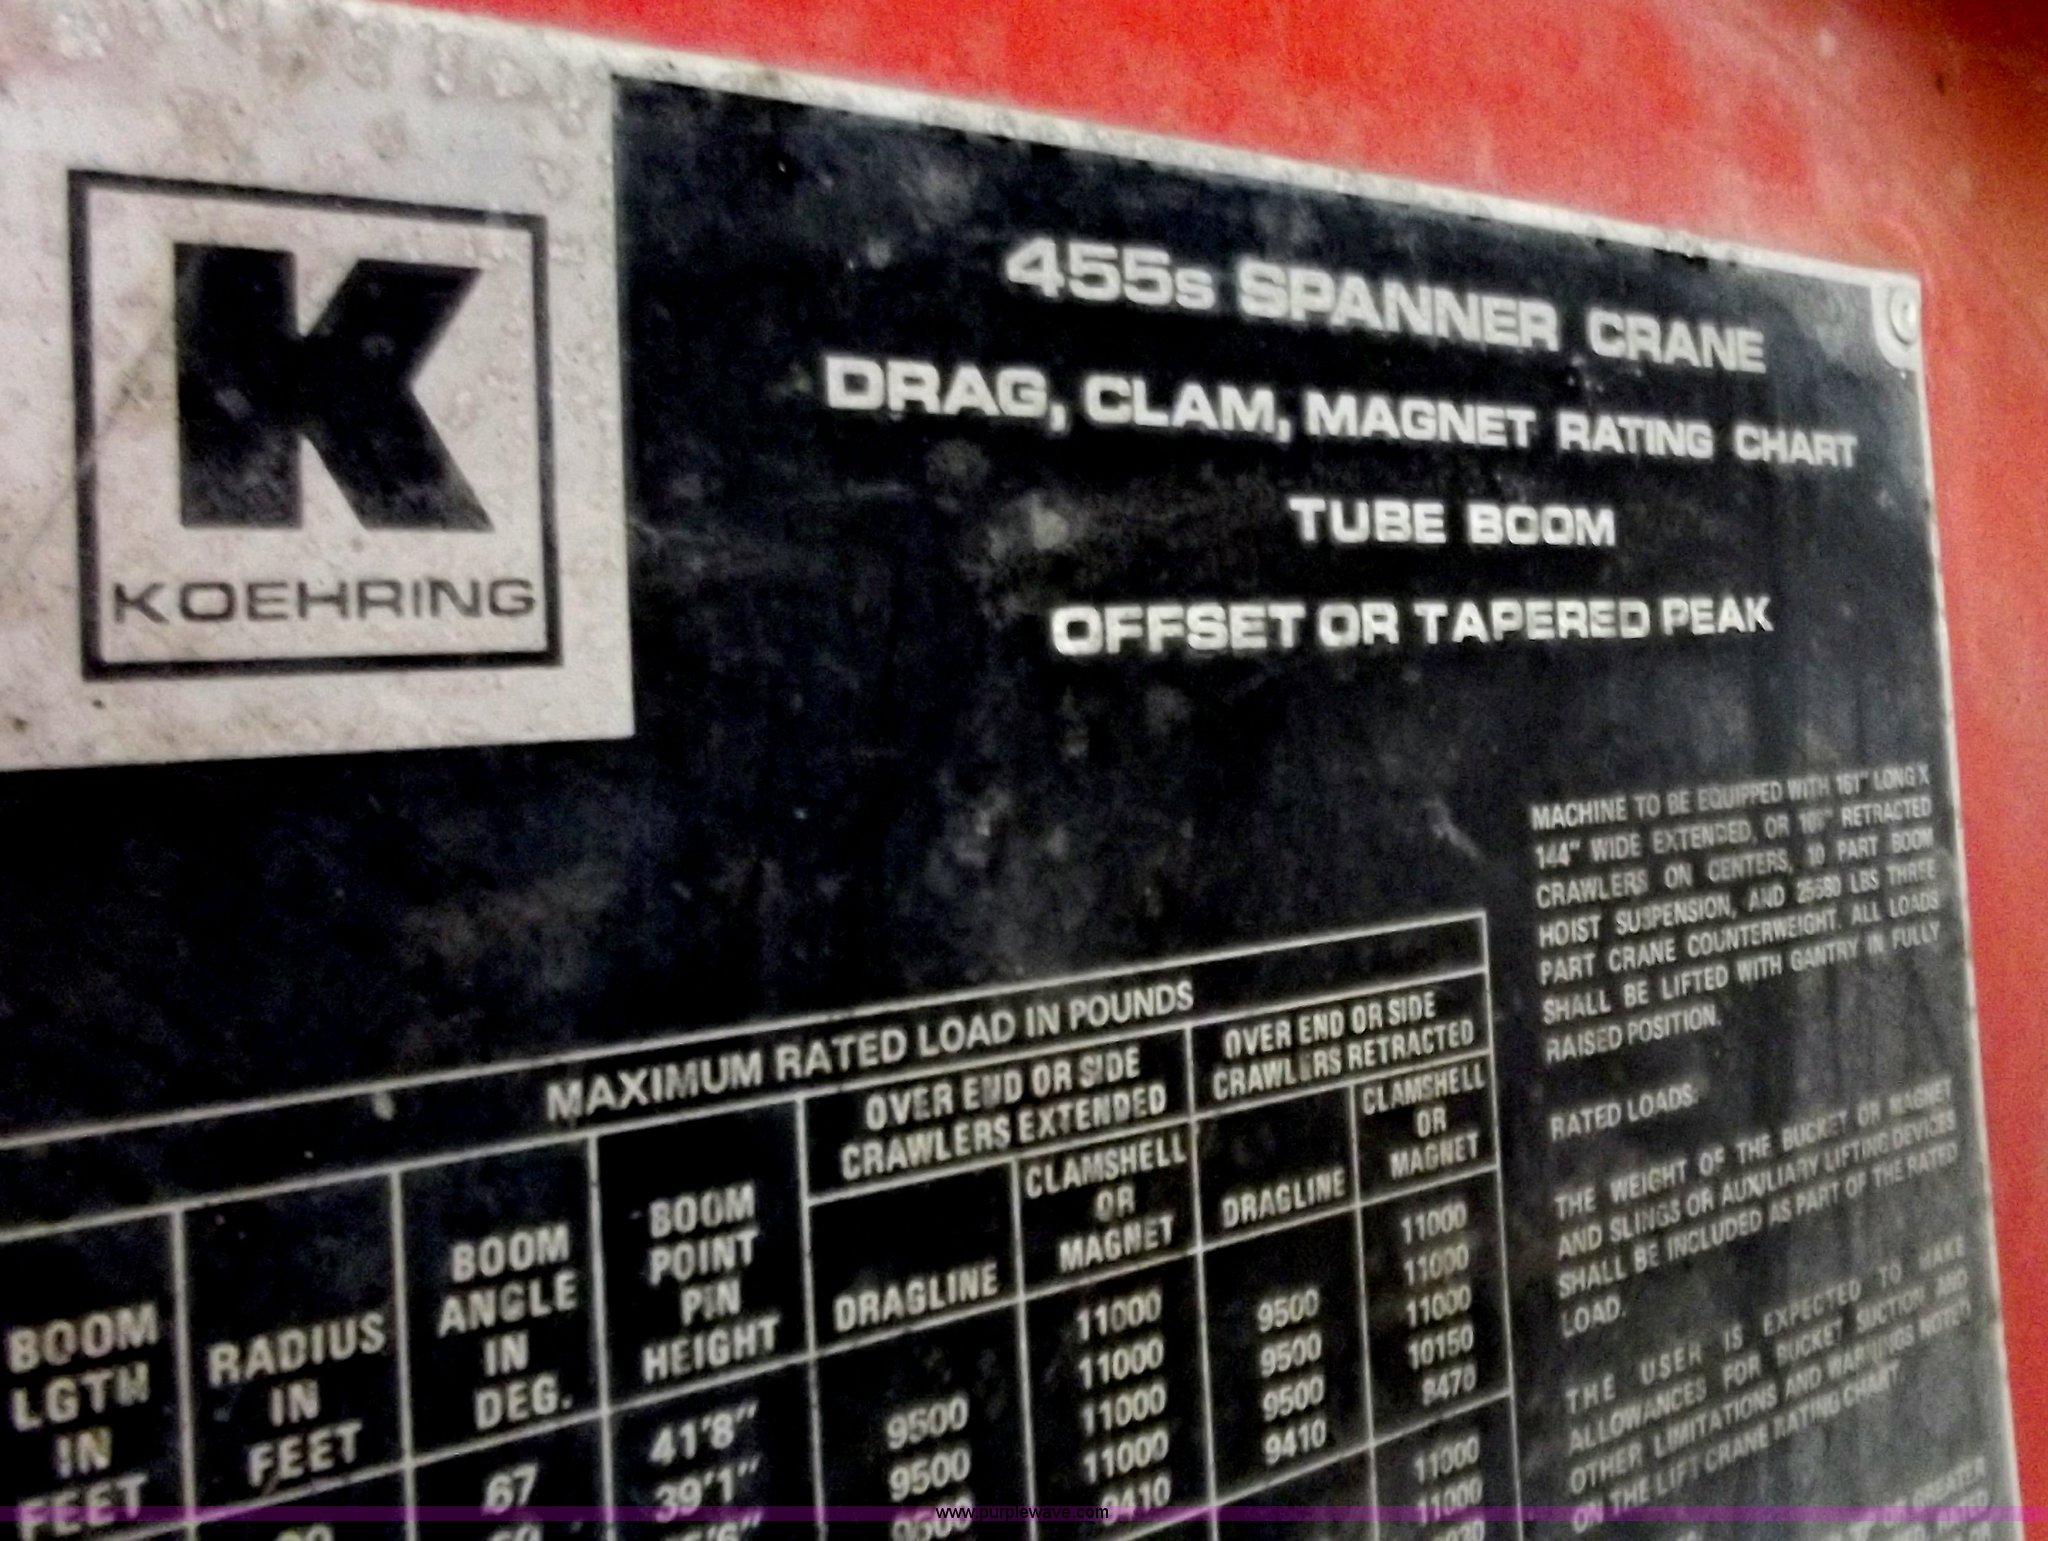 K
KOEHRING
455s SPANNER CRANE
DRAG, CLAM, MAGNET RATING CHART
TUBE BOOM
OFFSET OR TAPERED PEAK
MACHINE TO BE EQUIPPED WITH 161" LONG X
144" WIDE EXTENDED, OR RETRACTED
CRAWLERS ON CENTERS, 10 PART BOOM
HOIST SUSPENSION, AND LBS THREE
PART CRANE COUNTERWEIGHT. ALL LOADS
SHALL BE LIFTED WITH GANTRY IN FULLY
RAISED POSITION.
RATED LOADS:
THE WEIGHT OF THE BUCKET OR MAGNET
AND SLINGS OR AUXILIARY LIFTING DEVICES
SHALL BE INCLUDED AS PART OF THE RATED
LOAD.
THE USER IS EXPECTED TO MAKE
ALLOWANCES FOR BUCKET SUCTION AND
OTHER LIMITATIONS AND WARNINGS NOTED
ON THE LIFT CRANE RATING CHART.
GREATER
RATED
OR
MAXIMUM RATED LOAD IN POUNDS
OVER END OR SIDE
CRAWLERS EXTENDED
OVER END OR SIDE
CRAWLERS RETRACTED
BOOM
LGTH
IN
FEET
RADIUS
IN
FEET
BOOM
ANGLE
IN
DEG.
BOOM
POINT
PIN
HEIGHT
DRAGLINE
CLAMSHELL
OR
MAGNET
DRAGLINE
CLAMSHELL
OR
MAGNET
67
41'8"
39'1"
9500
9500
9500
11000
11000
11000
11000
9410
9500
9500
9500
9410
11000
11000
11000
10150
8470
11000
11000
www.purplewave.com